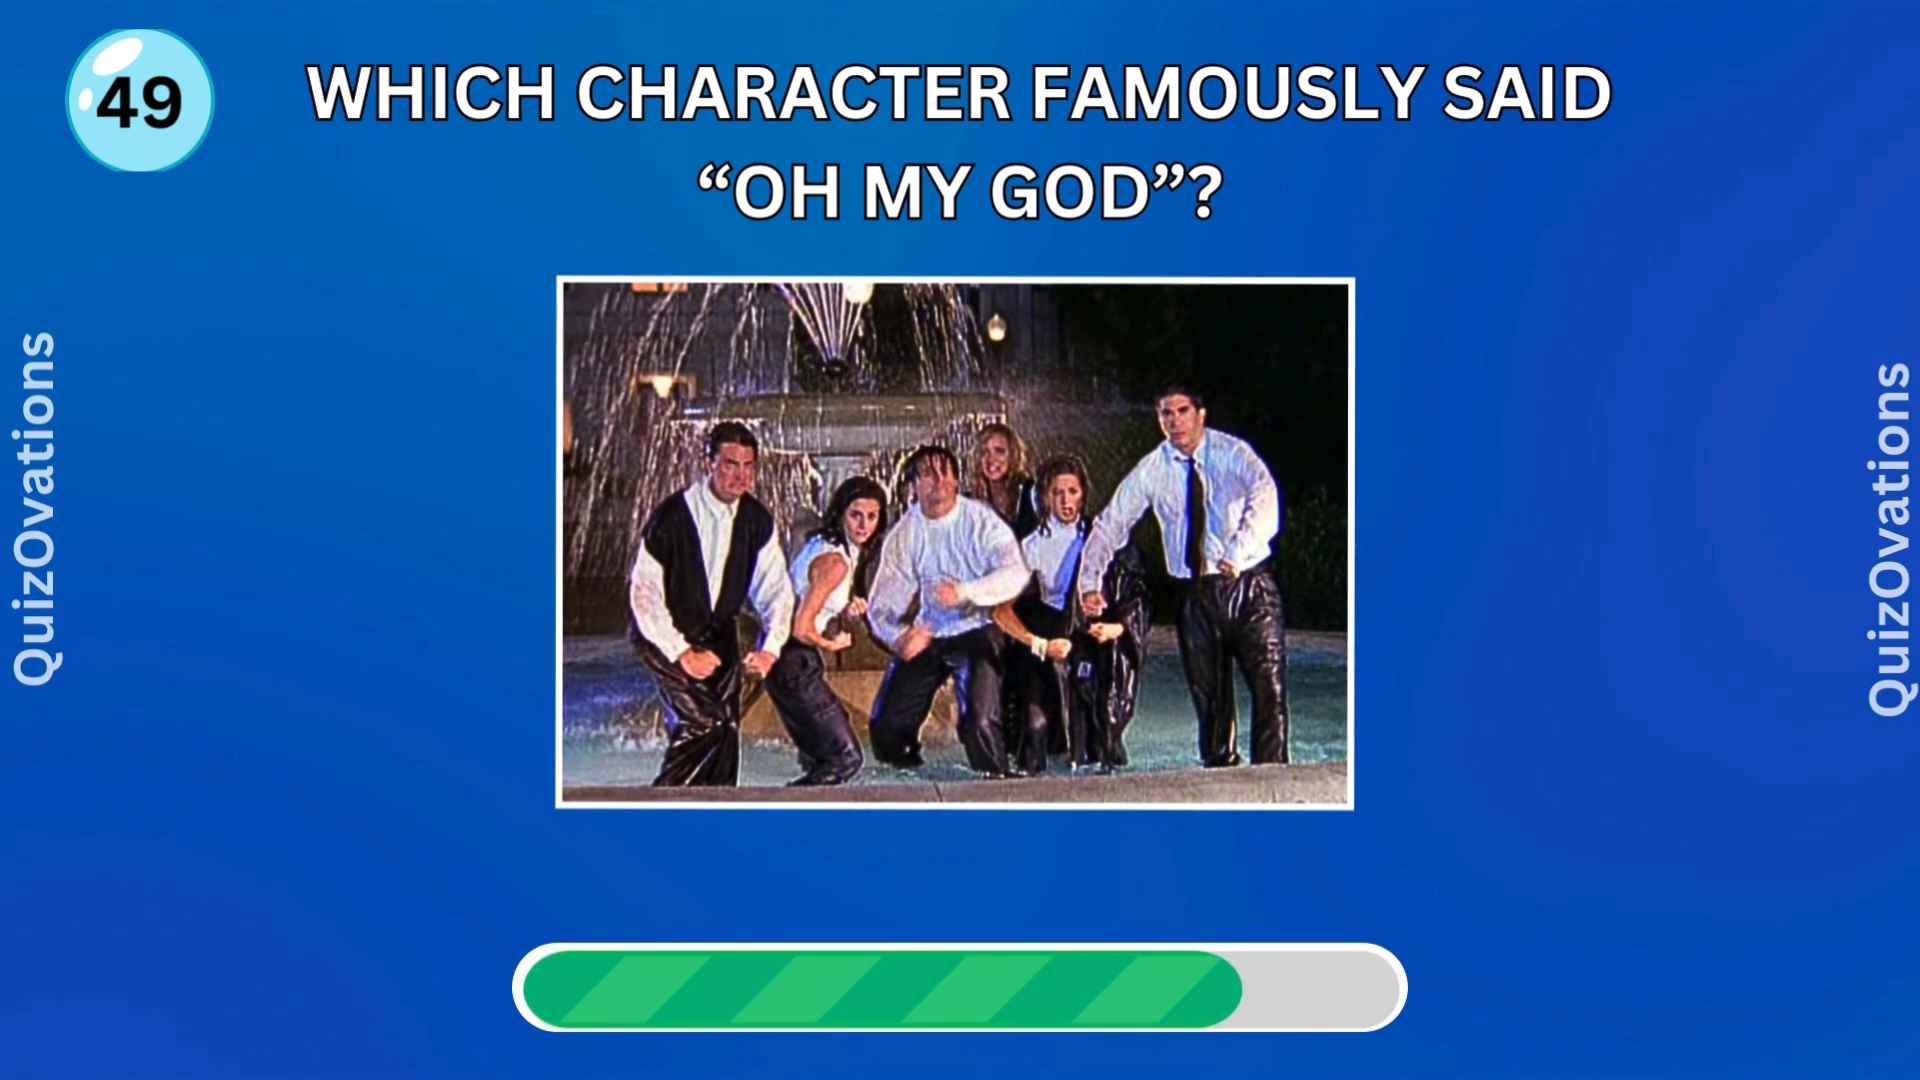 49
WHICH CHARACTER FAMOUSLY SAID
“OH MY GOD”?
QuizOvations
QuizOvations